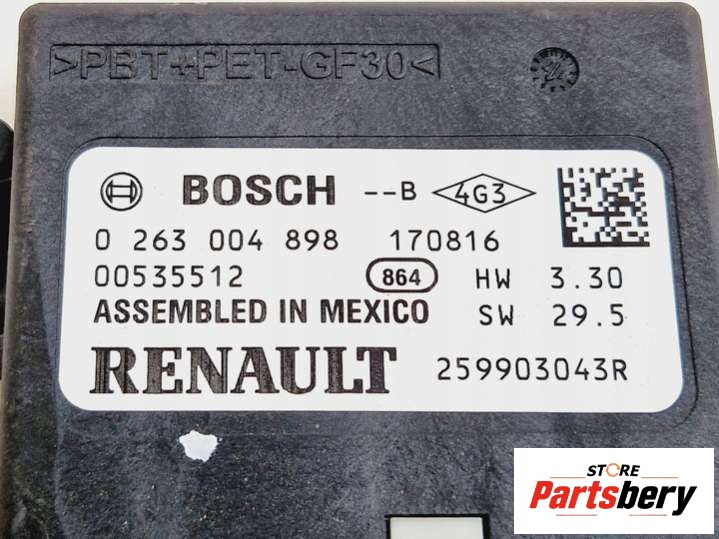 >PBT+PET-GF30<
BOSCH --B 4G3
0 263 004 898 170816
00535512 864 HW 3.30
ASSEMBLED IN MEXICO SW 29.5
RENAULT 259903043R
STORE
Partsbery